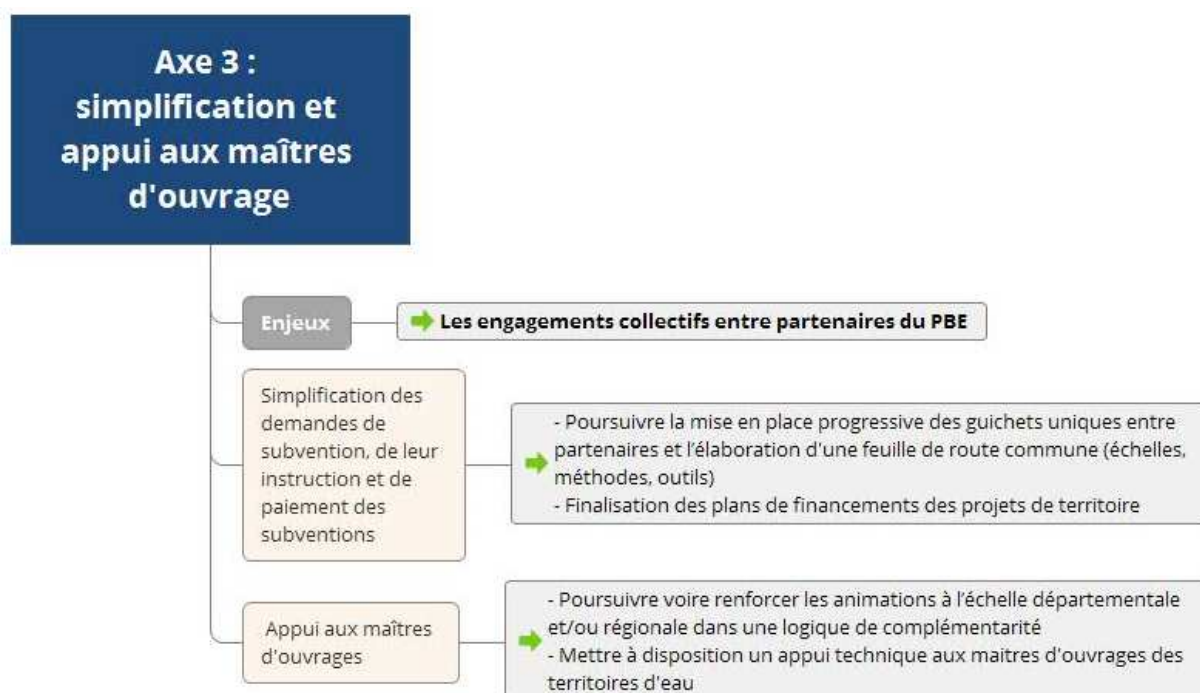 Axe 3 :
simplification et
appui aux maîtres
d'ouvrage
Enjeux
Les engagements collectifs entre partenaires du PBE
Simplification des
demandes de
subvention, de leur
instruction et de
paiement des
subventions
- Poursuivre la mise en place progressive des guichets uniques entre
partenaires et l'élaboration d'une feuille de route commune (échelles,
méthodes, outils)
- Finalisation des plans de financements des projets de territoire
Appui aux maîtres
d'ouvrages
- Poursuivre voire renforcer les animations à l'échelle départementale
et/ou régionale dans une logique de complémentarité
- Mettre à disposition un appui technique aux maitres d'ouvrages des
territoires d'eau